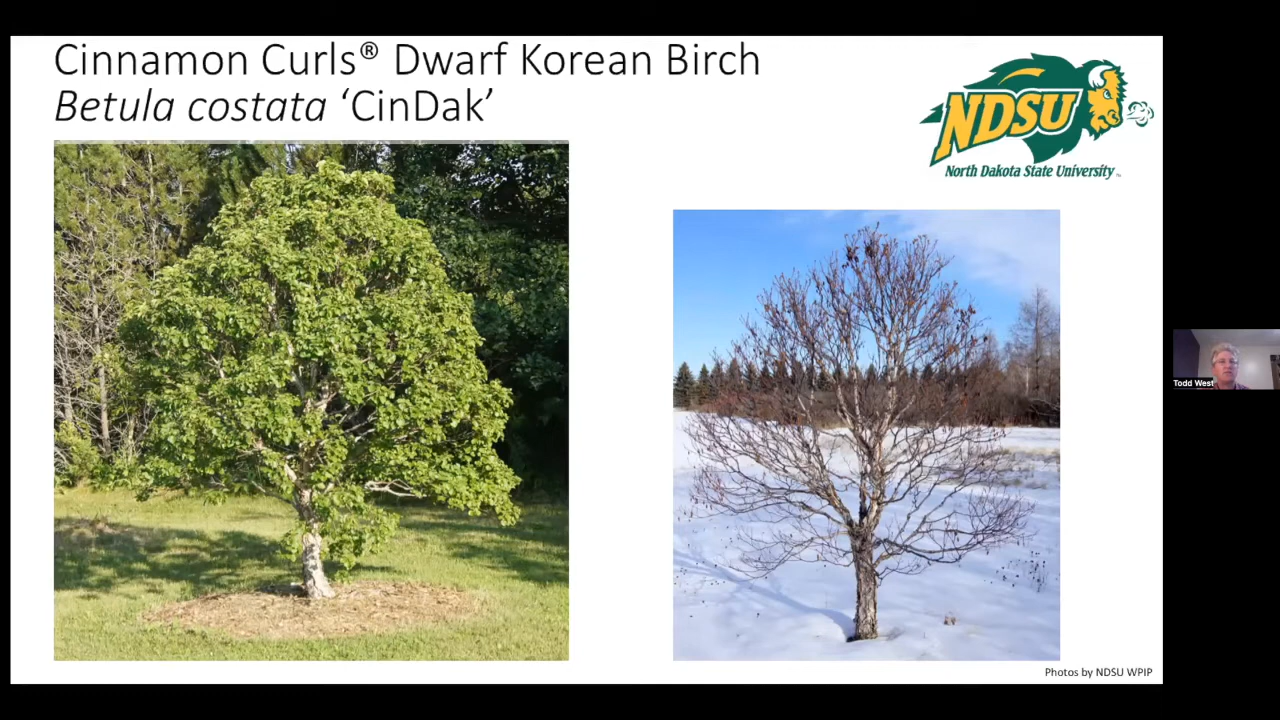 Cinnamon Curls® Dwarf Korean Birch
Betula costata ‘CinDak’
NDSU
North Dakota State University
Todd West
Photos by NDSU WPIP